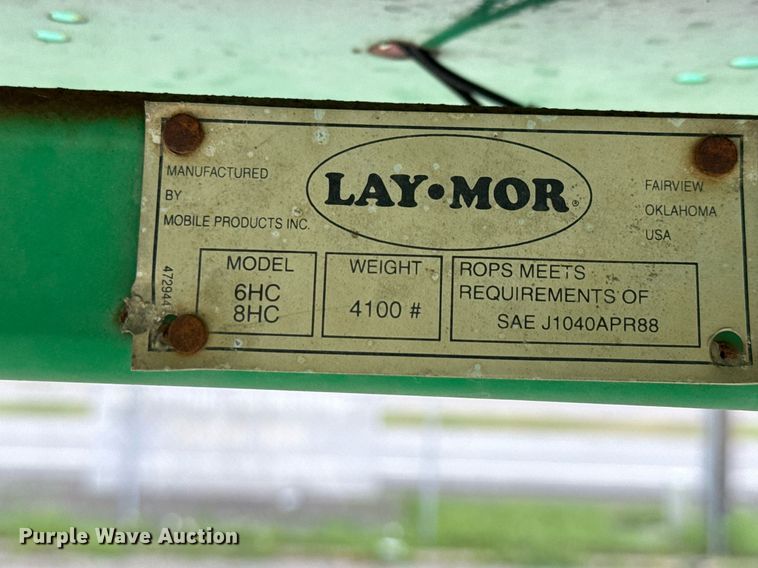 MANUFACTURED
BY
MOBILE PRODUCTS INC.
LAY•MOR®
FAIRVIEW
OKLAHOMA
USA
MODEL
6HC
8HC
WEIGHT
4100 #
ROPS MEETS
REQUIREMENTS OF
SAE J1040APR88
Purple Wave Auction